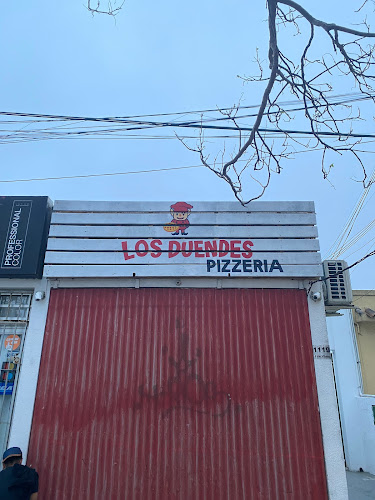 PROFESSIONAL
COLOR
LOS DUENDES
PIZZERIA
1119